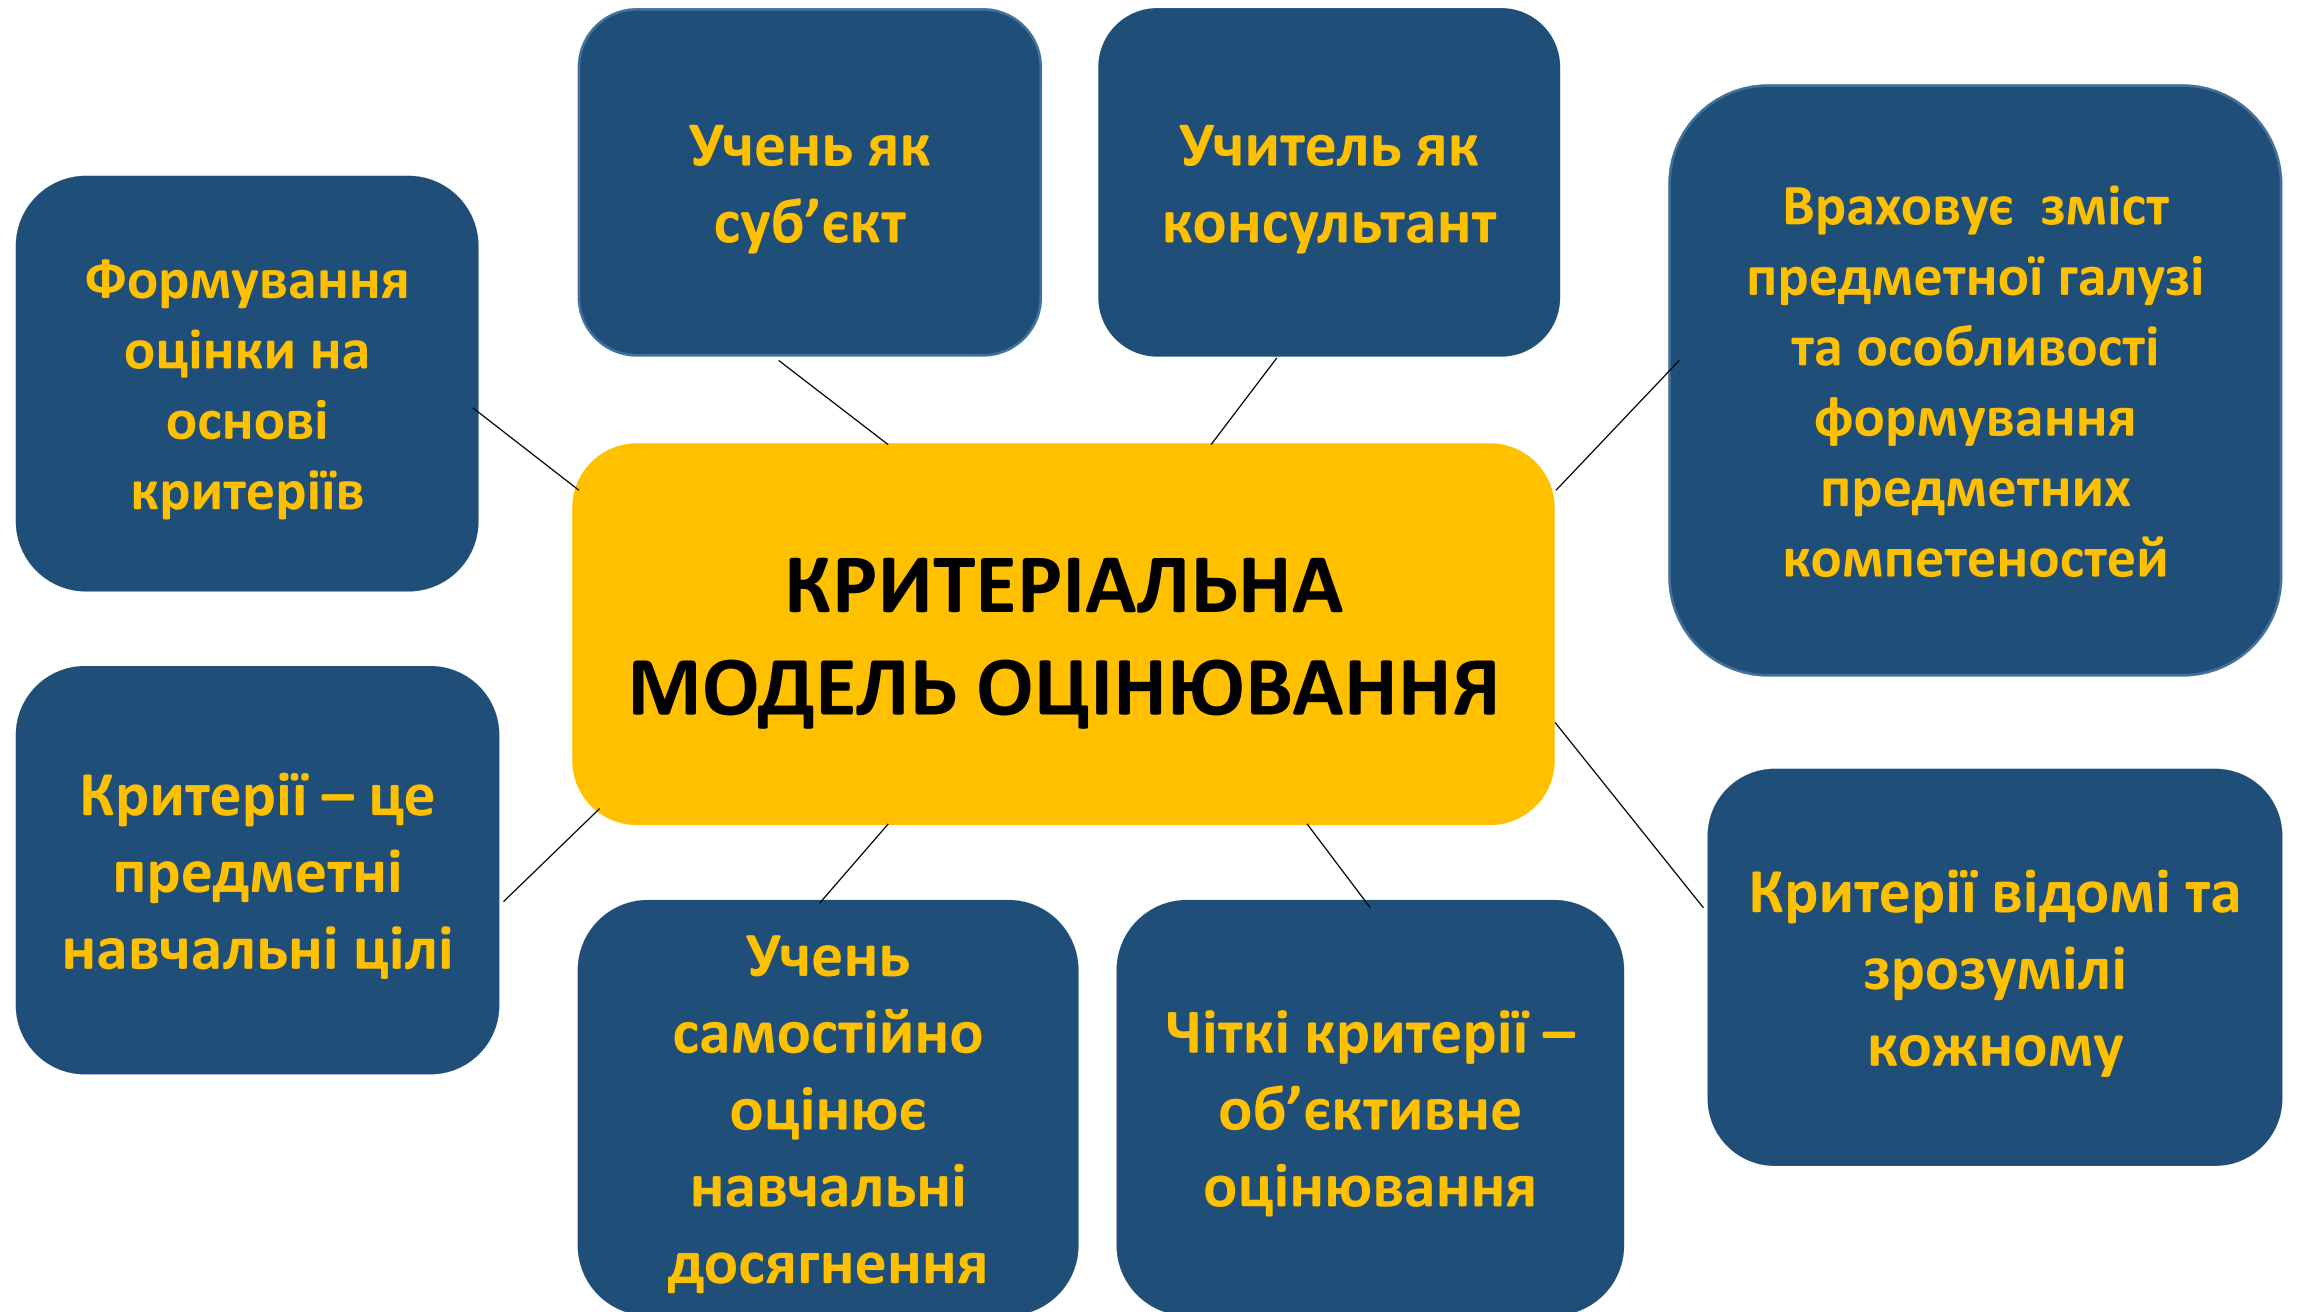 Учень як
суб’єкт
Учитель як
консультант
Враховує зміст
предметної галузі
та особливості
формування
предметних
компетеностей
Формування
оцінки на
основі
критеріїв
КРИТЕРІАЛЬНА
МОДЕЛЬ ОЦІНЮВАННЯ
Критерії – це
предметні
навчальні цілі
Учень
самостійно
оцінює
навчальні
досягнення
Чіткі критерії –
об’єктивне
оцінювання
Критерії відомі та
зрозумілі
кожному